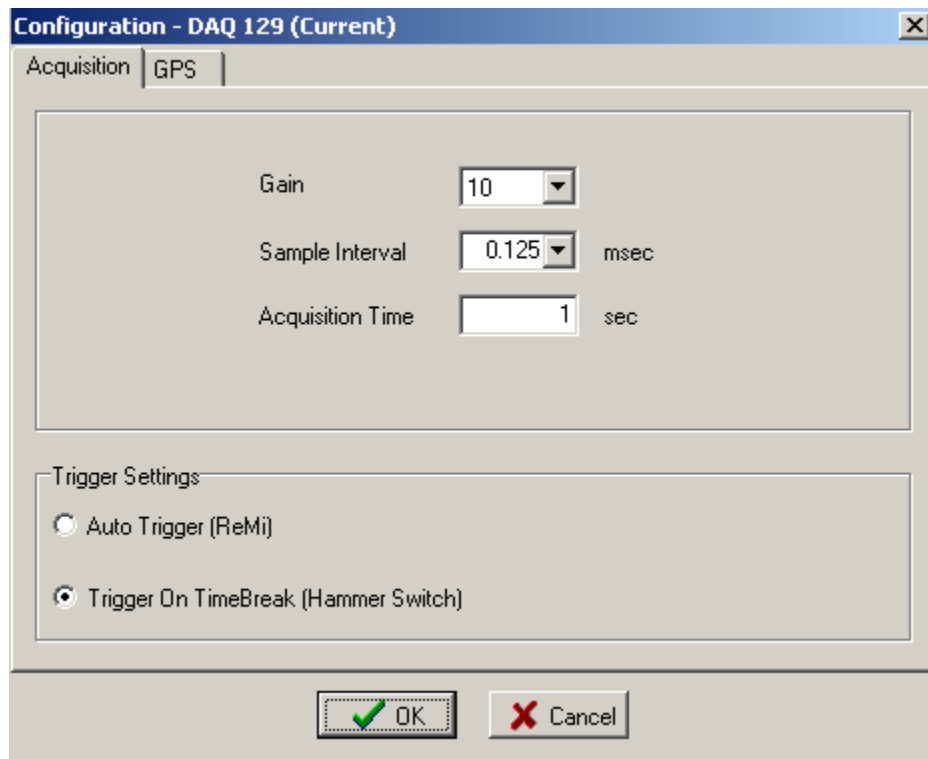 Configuration - DAQ 129 (Current)
Acquisition GPS
Gain 10
Sample Interval 0.125 msec
Acquisition Time 1 sec
Trigger Settings
Auto Trigger (ReMi)
Trigger On TimeBreak (Hammer Switch)
OK Cancel